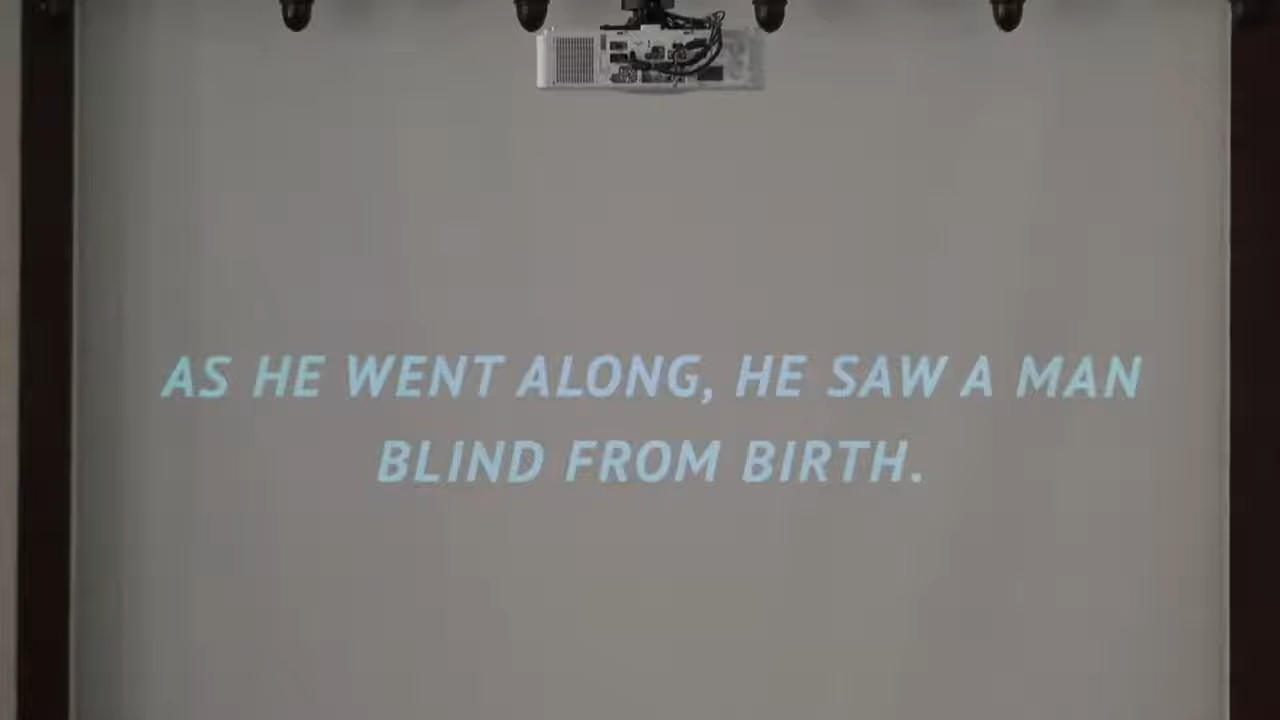 AS HE WENT ALONG, HE SAW A MAN
BLIND FROM BIRTH.